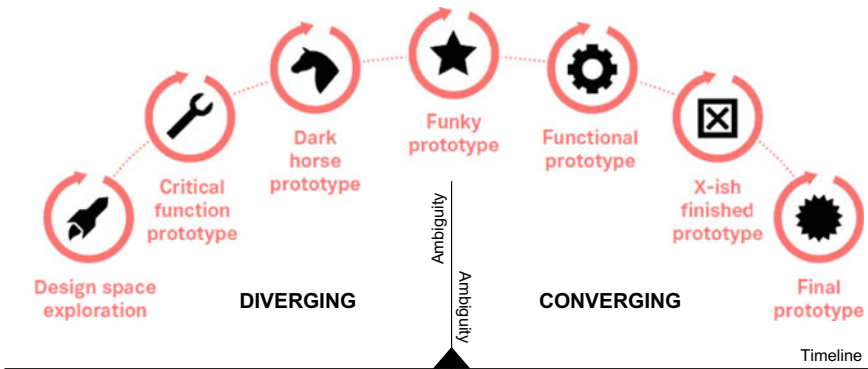 Design space
exploration
Critical
function
prototype
Dark
horse
prototype
Funky
prototype
Functional
prototype
X-ish
finished
prototype
Final
prototype
DIVERGING
Ambiguity
Ambiguity
CONVERGING
Timeline